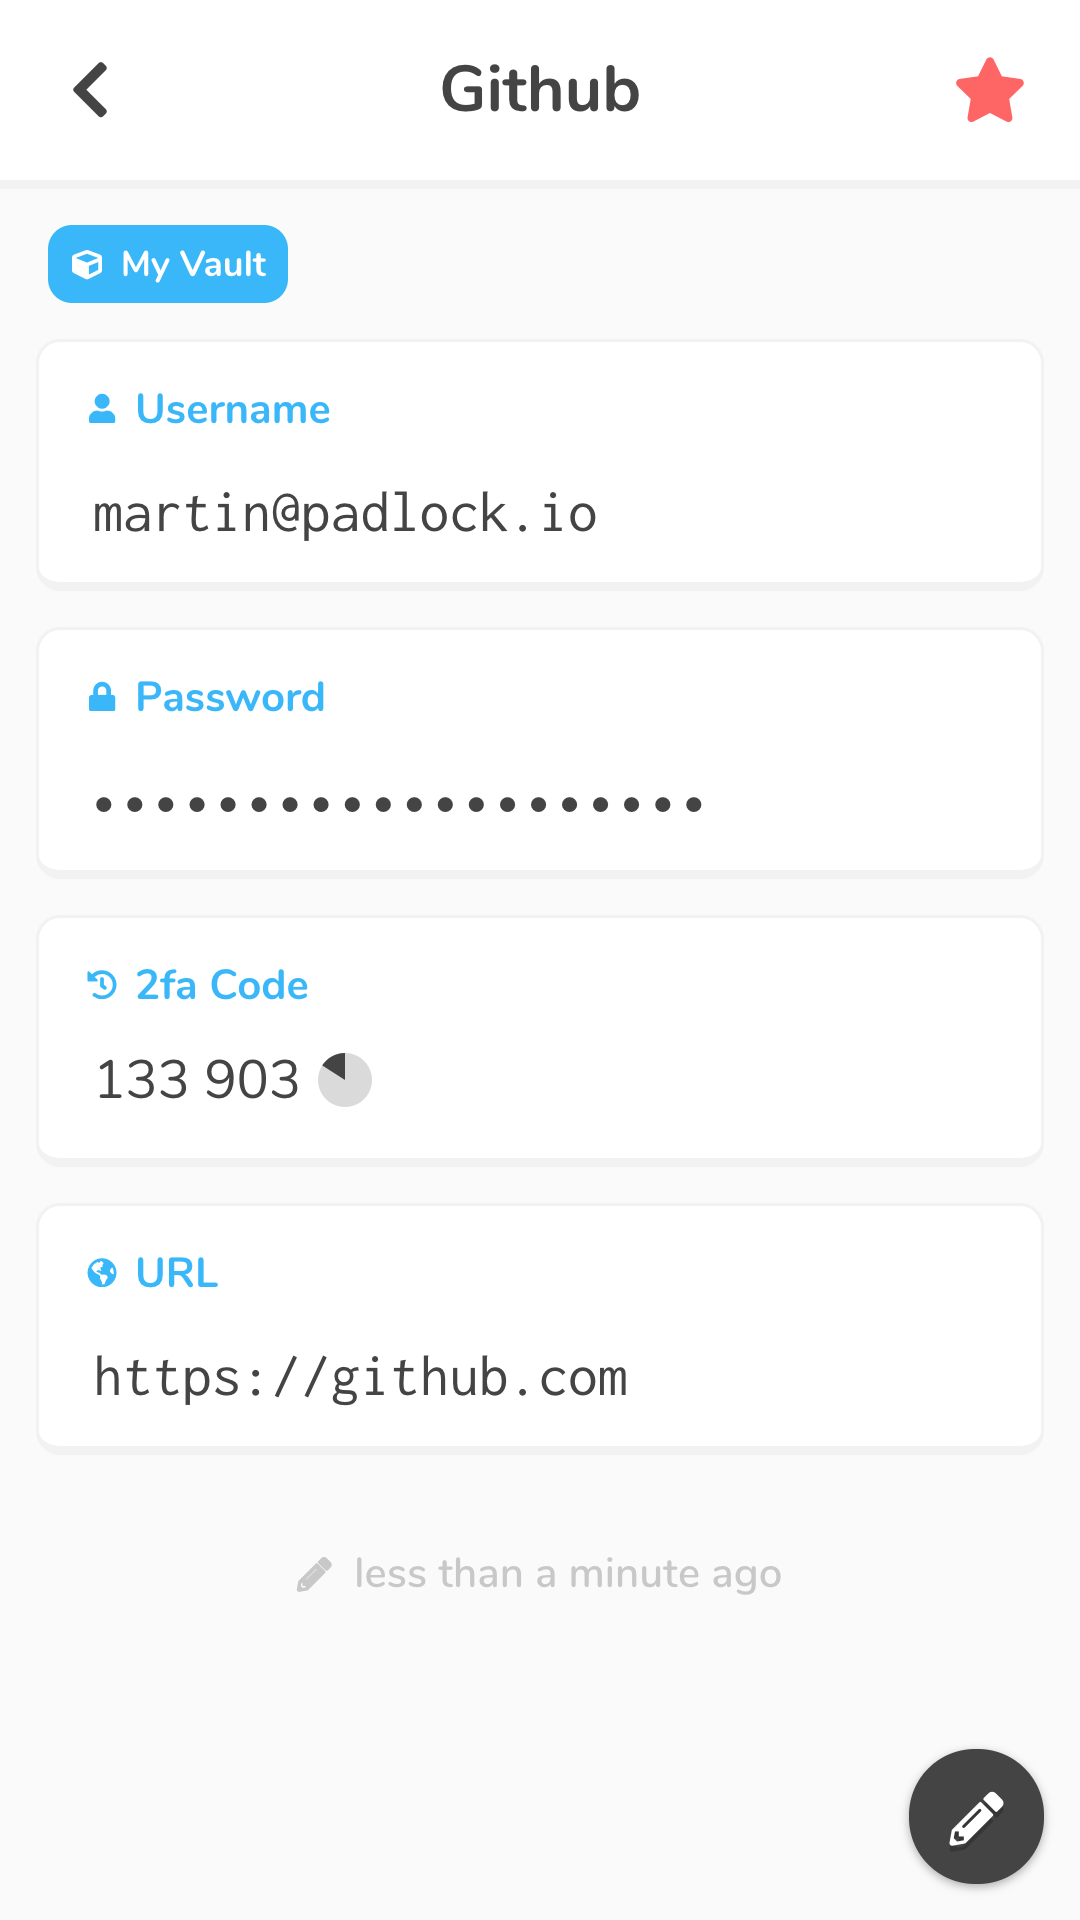 Github
My Vault
Username
martin@padlock.io
Password
••••••••••••••••••••
2fa Code
133 903
URL
https://github.com
less than a minute ago